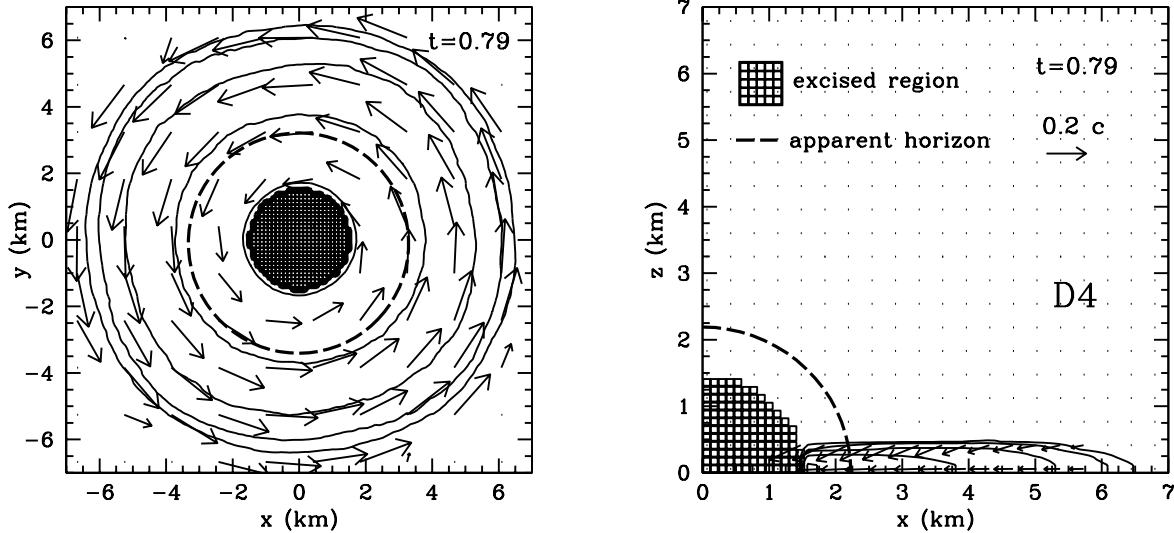 t=0.79
6
4
2
0
−2
−4
−6
y (km)
−6 −4 −2 0 2 4 6
x (km)
t=0.79
excised region
0.2 c
apparent horizon
D4
7
6
5
4
3
2
1
0
z (km)
0 1 2 3 4 5 6 7
x (km)